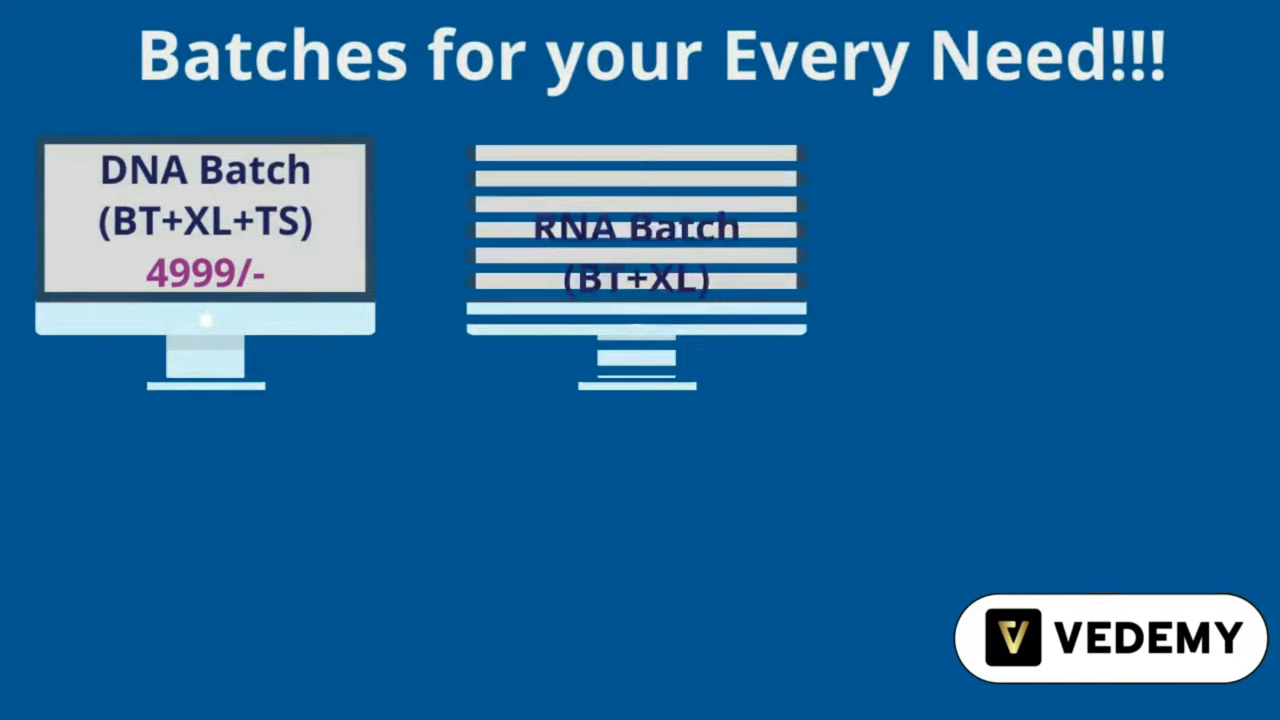 Batches for your Every Need!!!
DNA Batch
(BT+XL+TS)
4999/-
RNA Batch
(BT+XL)
VEDEMY